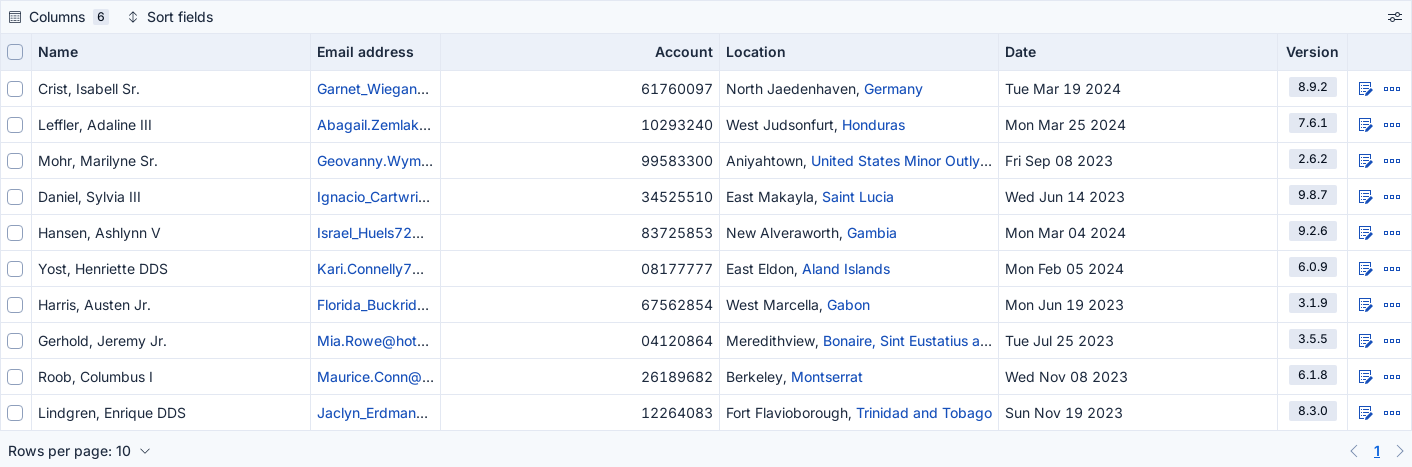 Columns 6 Sort fields
Name Email address Account Location Date Version
Crist, Isabell Sr. Garnet_Wiegan... 61760097 North Jaedenhaven, Germany Tue Mar 19 2024 8.9.2
Leffler, Adaline III Abagail.Zemlak... 10293240 West Judsonfurt, Honduras Mon Mar 25 2024 7.6.1
Mohr, Marilyne Sr. Geovanny.Wym... 99583300 Aniyahtown, United States Minor Outly... Fri Sep 08 2023 2.6.2
Daniel, Sylvia III Ignacio_Cartwri... 34525510 East Makayla, Saint Lucia Wed Jun 14 2023 9.8.7
Hansen, Ashlynn V Israel_Huels72... 83725853 New Alveraworth, Gambia Mon Mar 04 2024 9.2.6
Yost, Henriette DDS Kari.Connelly7... 08177777 East Eldon, Aland Islands Mon Feb 05 2024 6.0.9
Harris, Austen Jr. Florida_Buckrid... 67562854 West Marcella, Gabon Mon Jun 19 2023 3.1.9
Gerhold, Jeremy Jr. Mia.Rowe@hot... 04120864 Meredithview, Bonaire, Sint Eustatius a... Tue Jul 25 2023 3.5.5
Roob, Columbus I Maurice.Conn@... 26189682 Berkeley, Montserrat Wed Nov 08 2023 6.1.8
Lindgren, Enrique DDS Jaclyn_Erdman... 12264083 Fort Flavioborough, Trinidad and Tobago Sun Nov 19 2023 8.3.0
Rows per page: 10 1